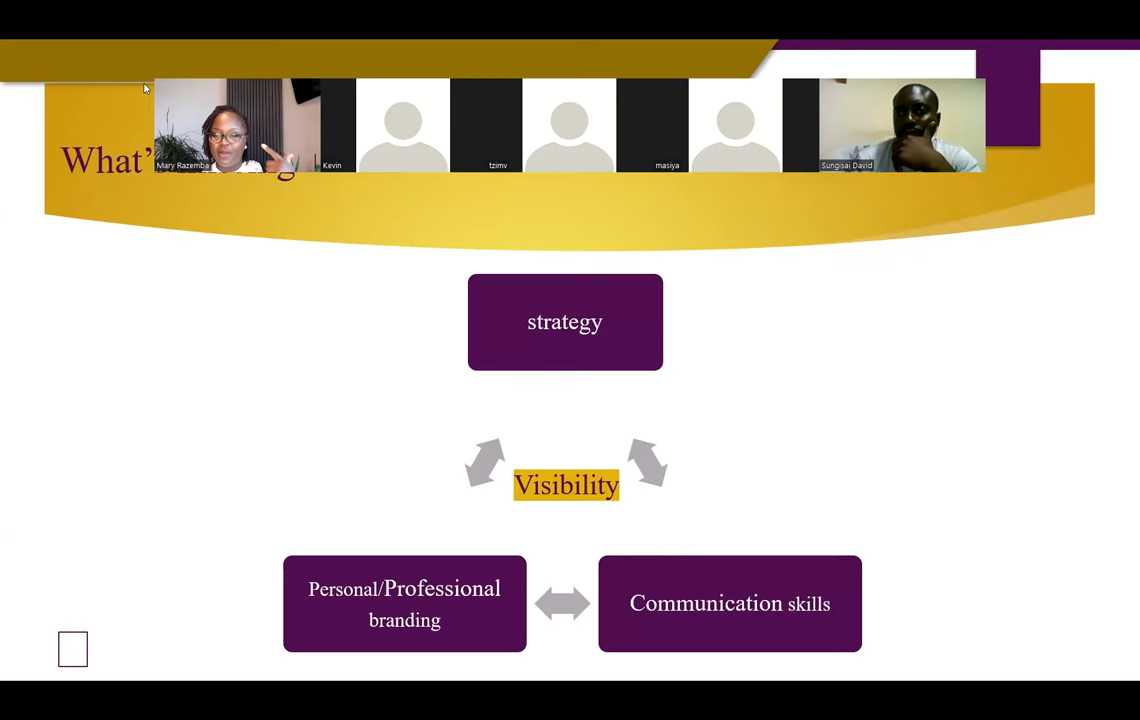 What'
Mary Razemba
Kevin
tzimv
masiya
Sungisai David
strategy
Visibility
Personal/Professional
branding
Communication skills